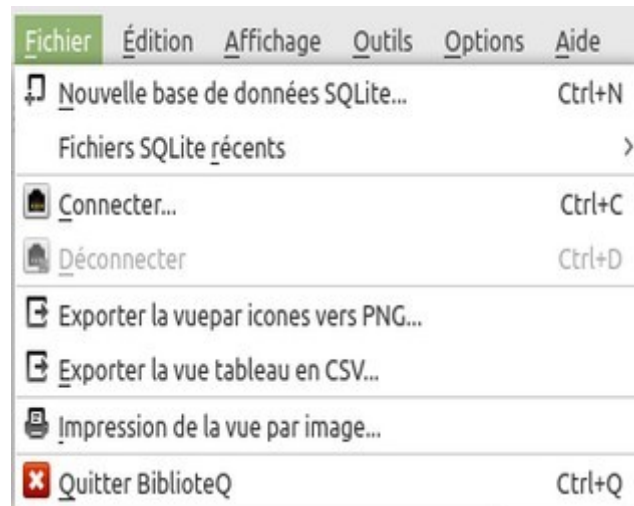 Fichier Édition Affichage Outils Options Aide
Nouvelle base de données SQLite... Ctrl+N
Fichiers SQLite récents
Connecter... Ctrl+C
Déconnecter Ctrl+D
Exporter la vuepar icones vers PNG...
Exporter la vue tableau en CSV...
Impression de la vue par image...
Quitter BiblioteQ Ctrl+Q